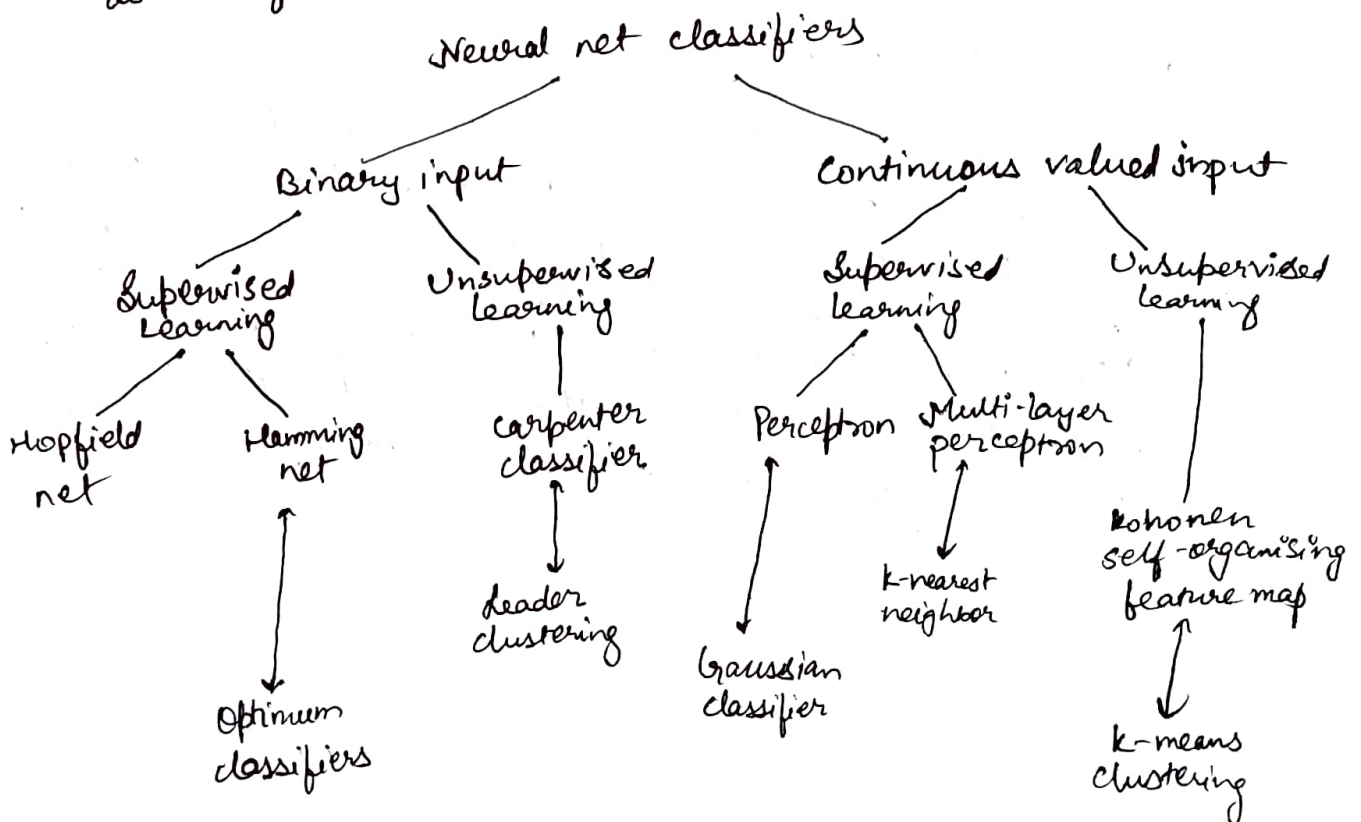 Neural net classifiers
Binary input
Continuous valued input
Supervised
Learning
Unsupervised
learning
Supervised
learning
Unsupervised
learning
Hopfield
net
Hamming
net
Carpenter
classifier
Perceptron
Multi-layer
perceptron
Kohonen
self-organising
feature map
Leader
clustering
k-nearest
neighbor
Gaussian
classifier
Optimum
classifiers
k-means
clustering